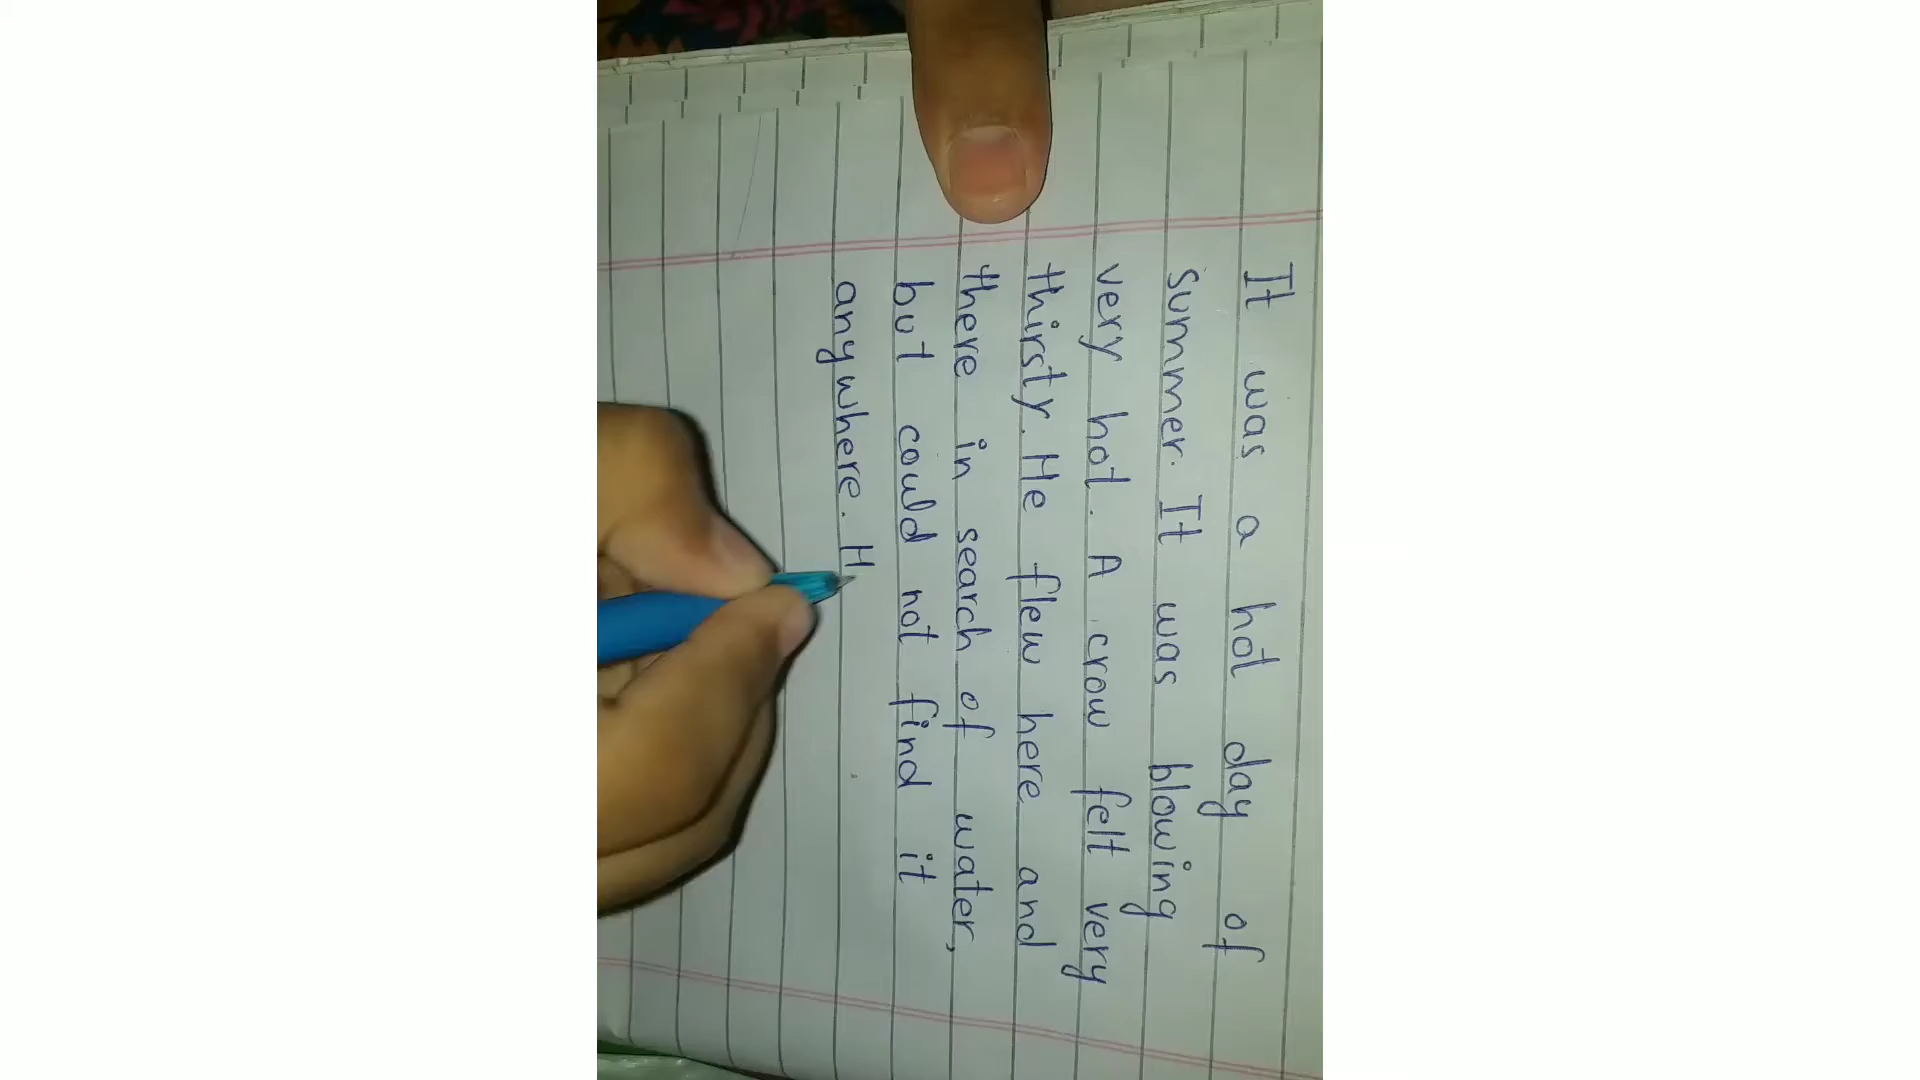 It was a hot day of
summer. It was blowing
very hot. A crow felt very
thirsty. He flew here and
there in search of water,
but could not find it
anywhere. H